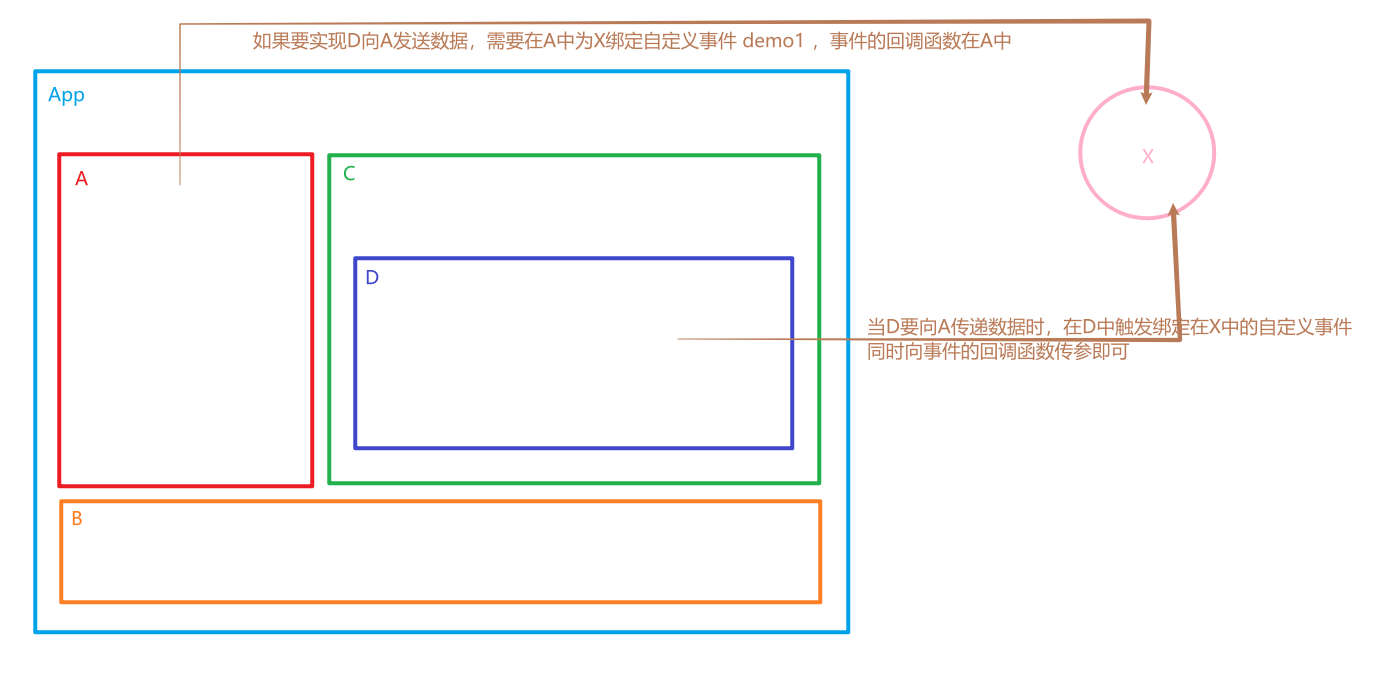 如果要实现D向A发送数据，需要在A中为X绑定自定义事件 demo1 ，事件的回调函数在A中
App
A
C
X
D
当D要向A传递数据时，在D中触发绑定在X中的自定义事件
同时向事件的回调函数传参即可
B